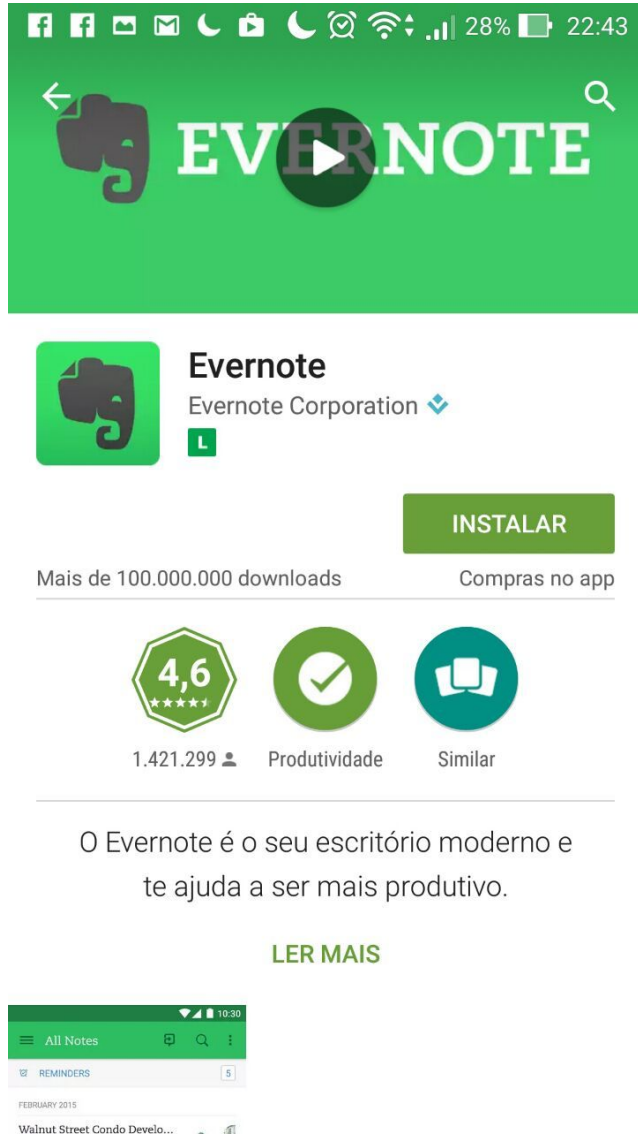 28% 22:43
EVERNOTE
Evernote
Evernote Corporation
L
INSTALAR
Mais de 100.000.000 downloads Compras no app
4,6
1.421.299 Produtividade Similar
O Evernote é o seu escritório moderno e
te ajuda a ser mais produtivo.
LER MAIS
10:30
All Notes
REMINDERS 5
FEBRUARY 2015
Walnut Street Condo Develo...